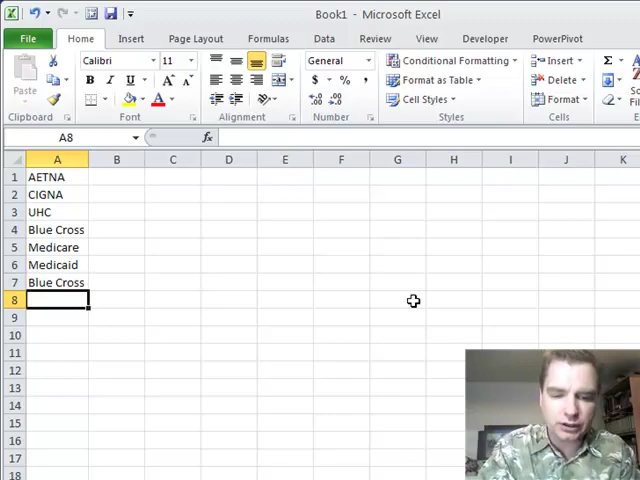 Book1 - Microsoft Excel
File Home Insert Page Layout Formulas Data Review View Developer PowerPivot
Calibri 11 General Conditional Formatting Insert
Paste B I U $ % , Format as Table Delete
A Cell Styles Format
Clipboard Font Alignment Number Styles Cells
A8 fx
A B C D E F G H I J K
1 AETNA
2 CIGNA
3 UHC
4 Blue Cross
5 Medicare
6 Medicaid
7 Blue Cross
8
9
10
11
12
13
14
15
16
17
18